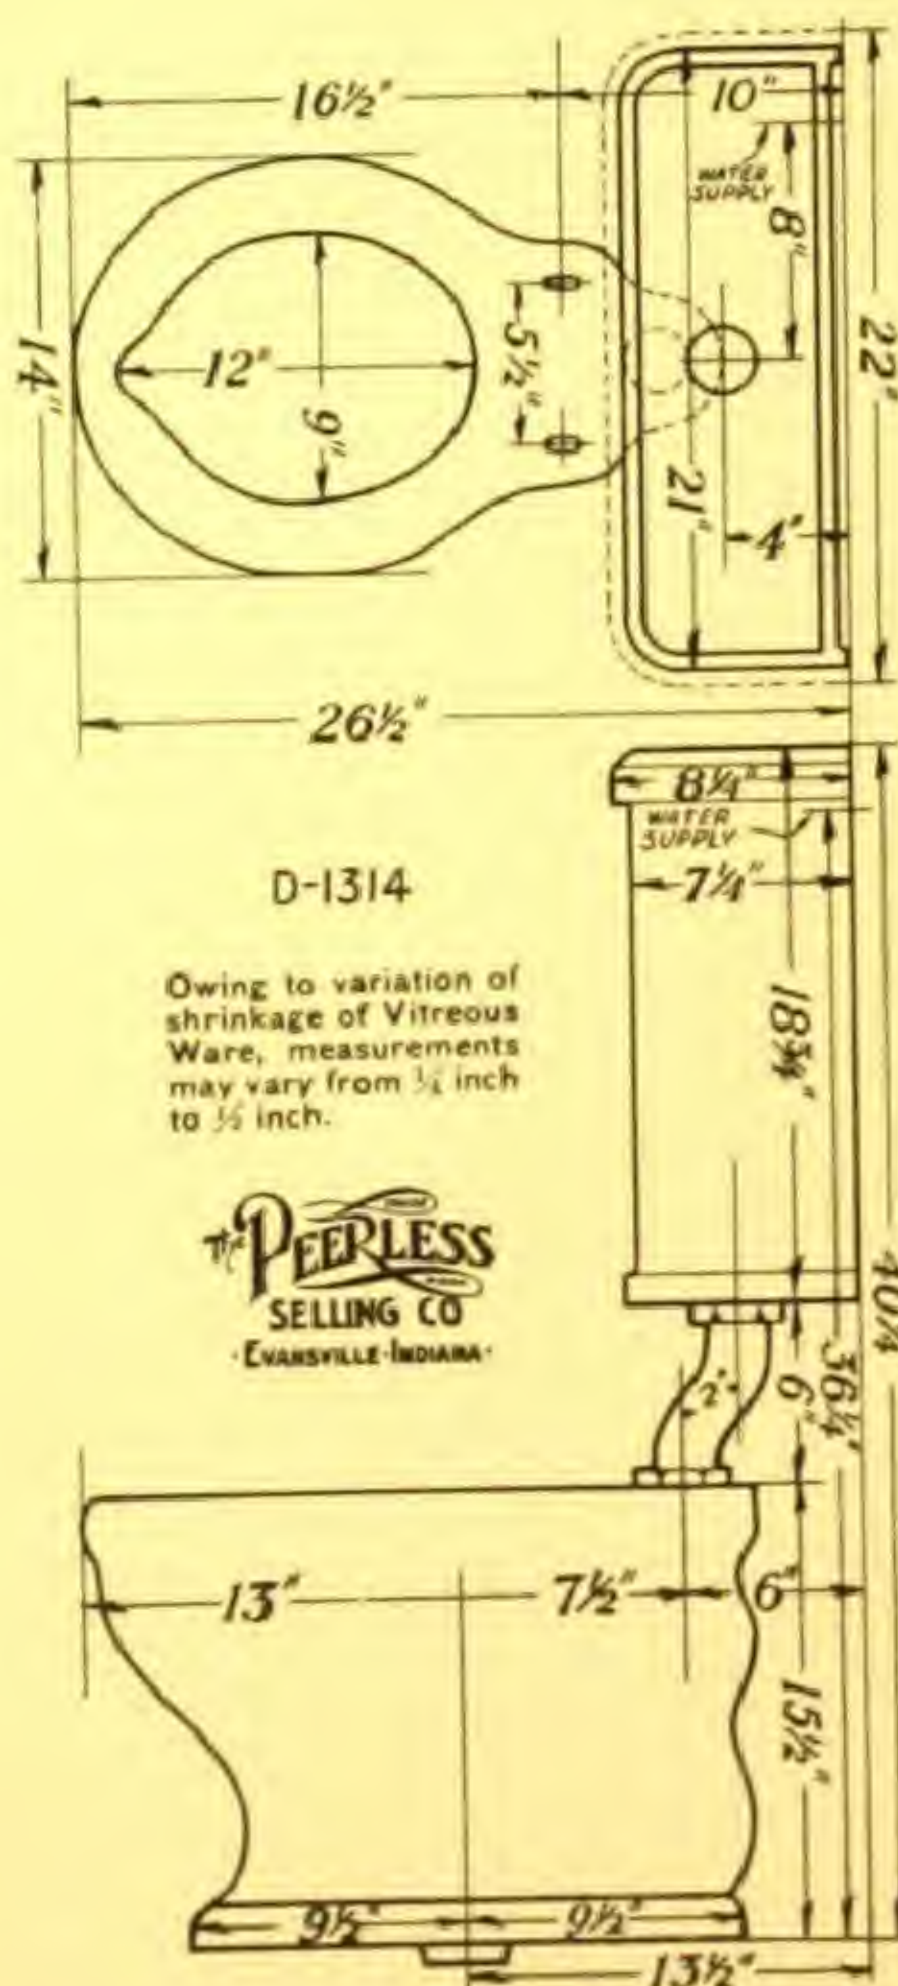 16½"
10"
WATER
SUPPLY
8"
22"
14"
12"
9"
5½"
21"
4"
26½"
8¼"
WATER
SUPPLY
7¼"
D-1314
18¾"
Owing to variation of
shrinkage of Vitreous
Ware, measurements
may vary from ¼ inch
to ½ inch.
The PEERLESS
SELLING CO
·EVANSVILLE·INDIANA·
40¼
36¼"
6"
2"
13"
7½"
6"
15½"
9½"
9½"
13½"